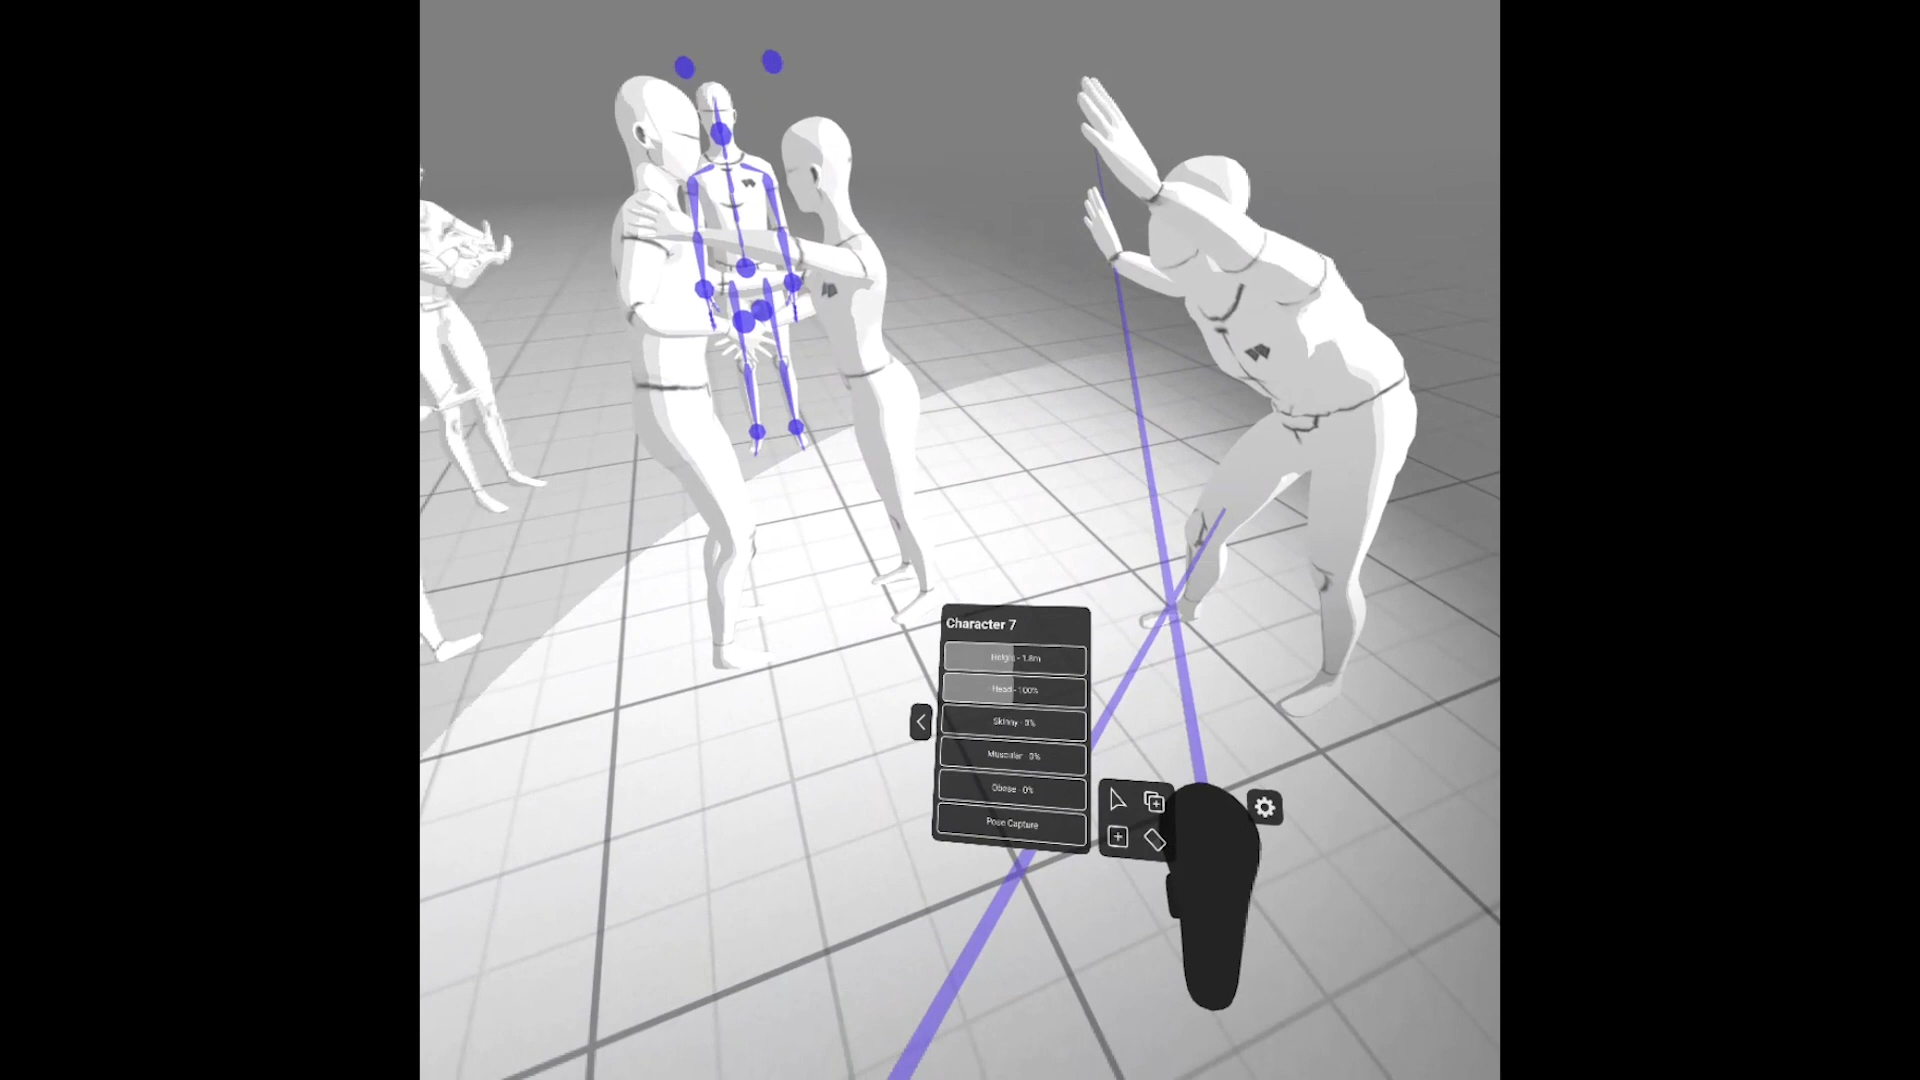 Character 7
Height - 1.8m
Head - 100%
Skinny - 0%
Muscular - 0%
Obese - 0%
Pose Capture